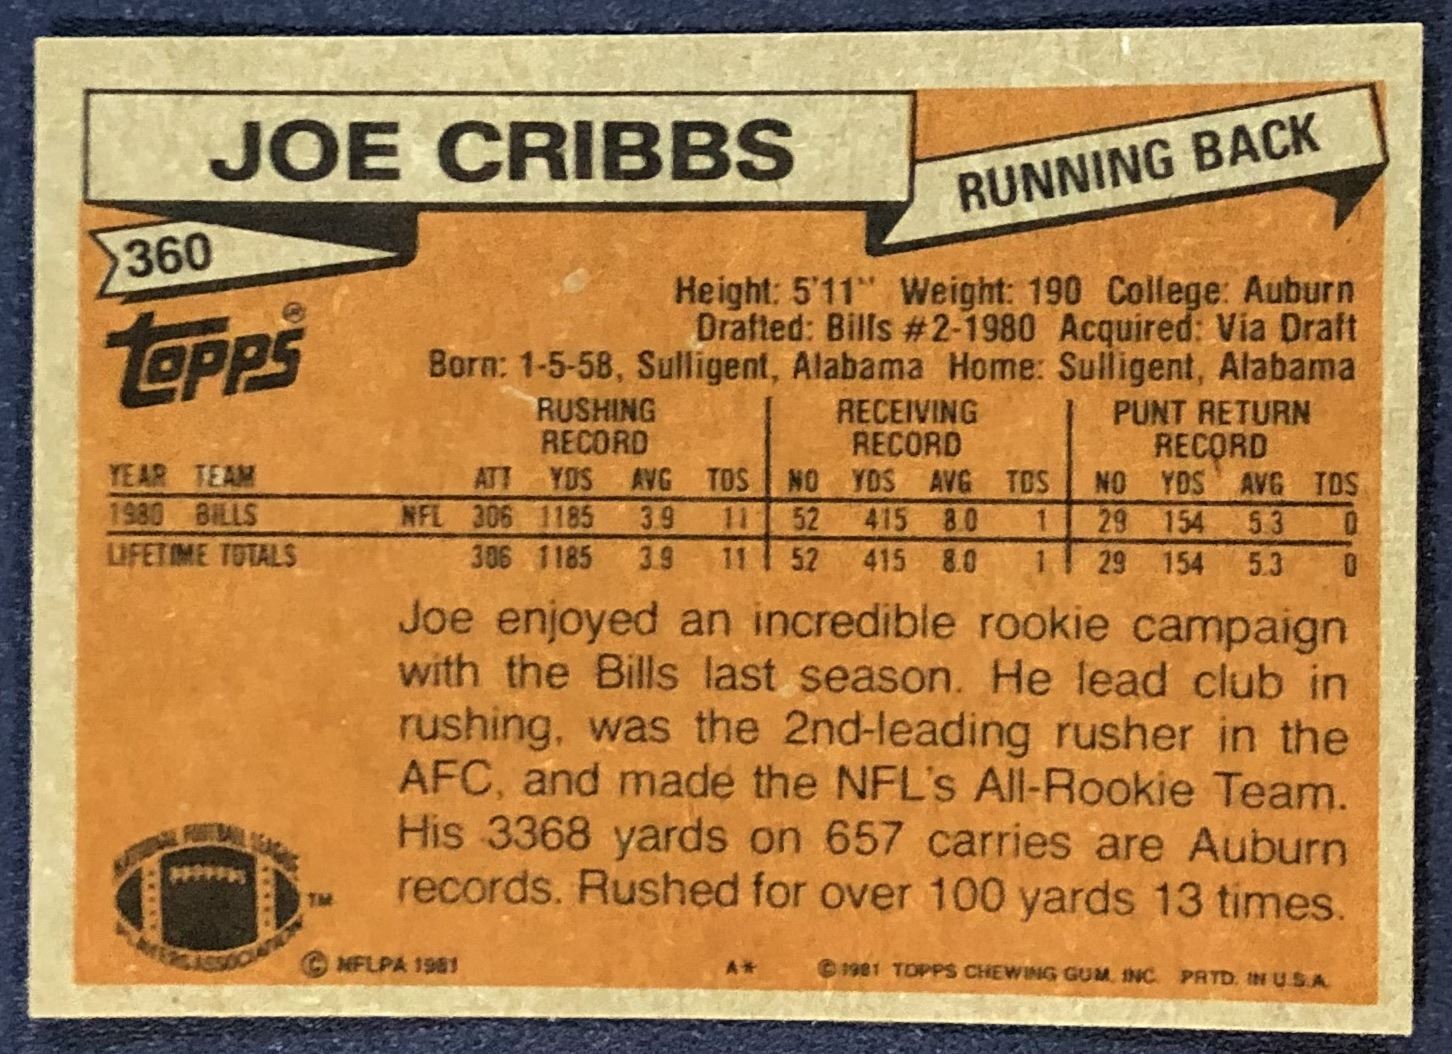 JOE CRIBBS
RUNNING BACK
360
TOPPS®
Height: 5'11" Weight: 190 College: Auburn
Drafted: Bills #2-1980 Acquired: Via Draft
Born: 1-5-58, Sulligent, Alabama Home: Sulligent, Alabama
RUSHING RECORD RECEIVING RECORD PUNT RETURN RECORD
YEAR TEAM ATT YDS AVG TDS NO YDS AVG TDS NO YDS AVG TDS
1980 BILLS NFL 306 1185 3.9 11 52 415 8.0 1 29 154 5.3 0
LIFETIME TOTALS 306 1185 3.9 11 52 415 8.0 1 29 154 5.3 0
Joe enjoyed an incredible rookie campaign
with the Bills last season. He lead club in
rushing, was the 2nd-leading rusher in the
AFC, and made the NFL's All-Rookie Team.
His 3368 yards on 657 carries are Auburn
records. Rushed for over 100 yards 13 times.
NATIONAL FOOTBALL LEAGUE
PLAYERS ASSOCIATION
TM
© NFLPA 1981 A* © 1981 TOPPS CHEWING GUM, INC. PRTD. IN U.S.A.